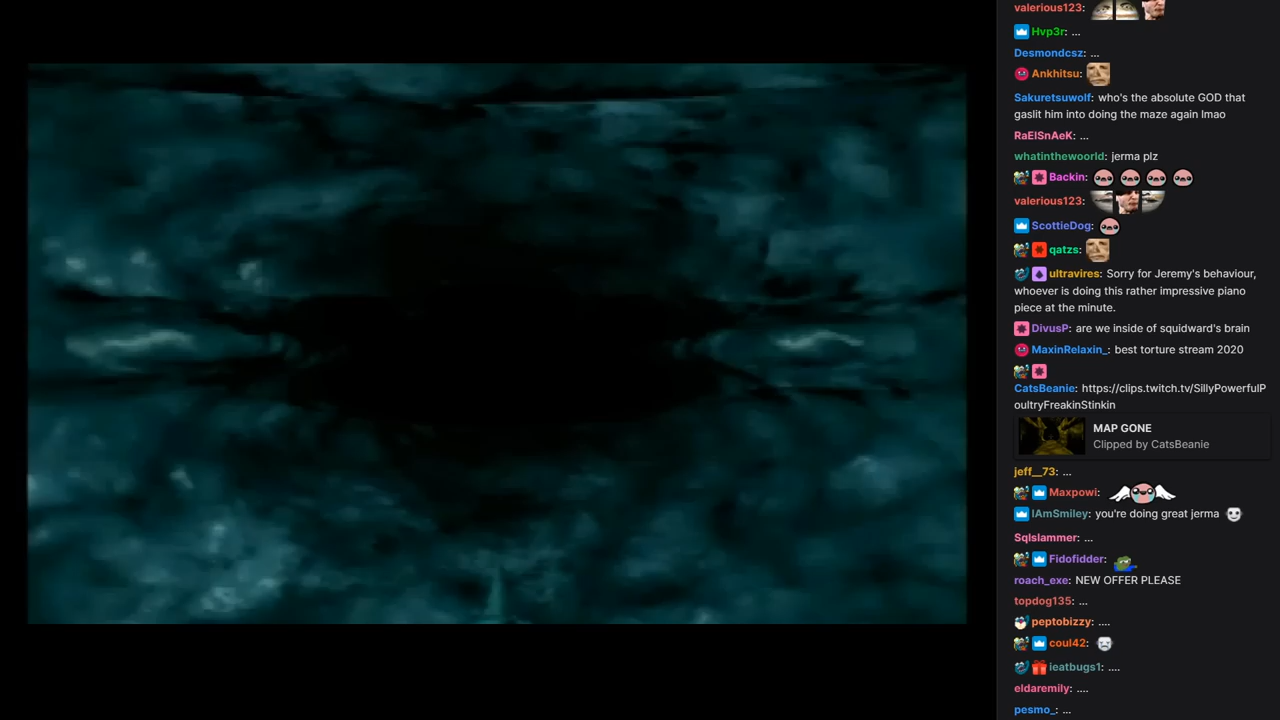 valerious123:
Hvp3r: ...
Desmondcsz: ...
Ankhitsu:
Sakuretsuwolf: who's the absolute GOD that
gaslit him into doing the maze again lmao
RaElSnAeK: ...
whatinthewoorld: jerma plz
Backin:
valerious123:
ScottieDog:
qatzs:
ultravires: Sorry for Jeremy's behaviour,
whoever is doing this rather impressive piano
piece at the minute.
DivusP: are we inside of squidward's brain
MaxinRelaxin_: best torture stream 2020
CatsBeanie: https://clips.twitch.tv/SillyPowerfulP
oultryFreakinStinkin
MAP GONE
Clipped by CatsBeanie
jeff__73: ...
Maxpowi:
IAmSmiley: you're doing great jerma
Sqlslammer: ...
Fidofidder:
roach_exe: NEW OFFER PLEASE
topdog135: ...
peptobizzy: ....
coul42:
ieatbugs1: ....
eldaremily: ....
pesmo_: ...